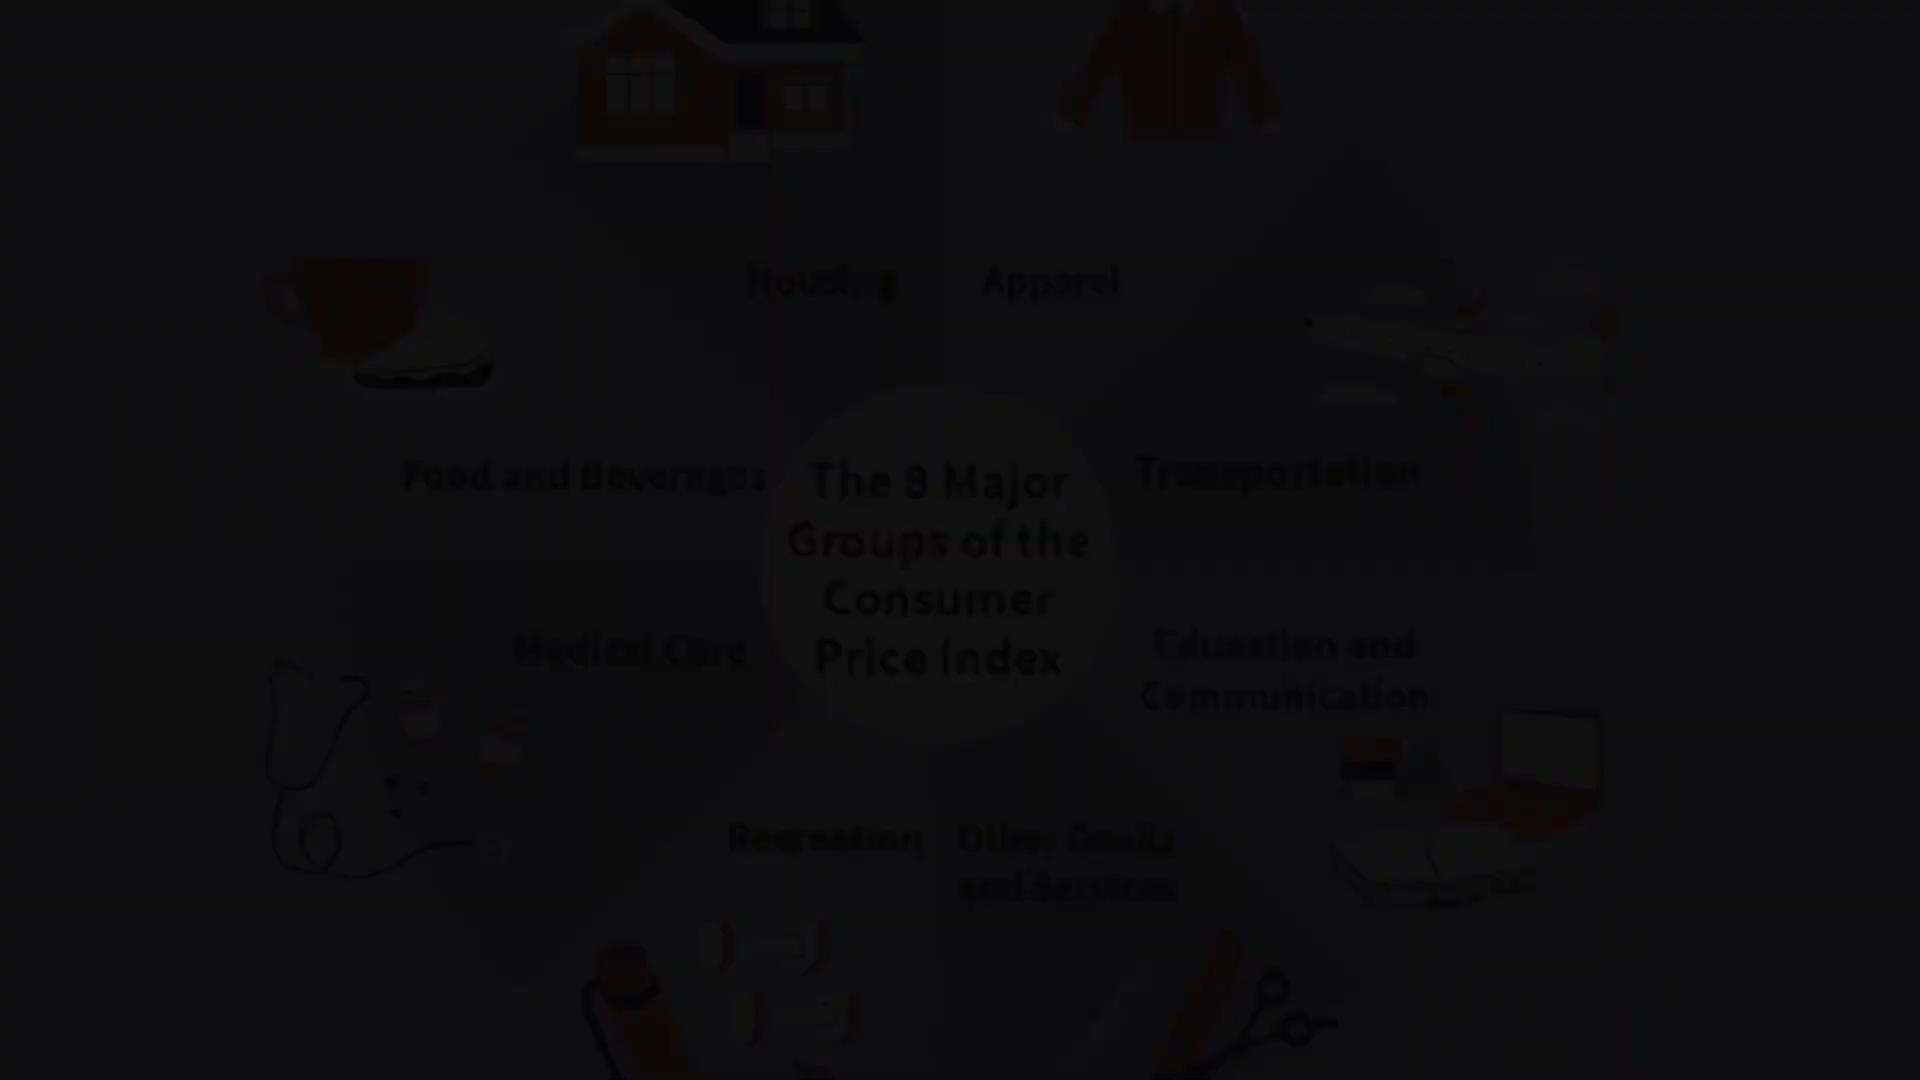 Housing
Apparel
Food and Beverages
Transportation
The 8 Major
Groups of the
Consumer
Price Index
Medical Care
Education and
Communication
Recreation
Other Goods
and Services